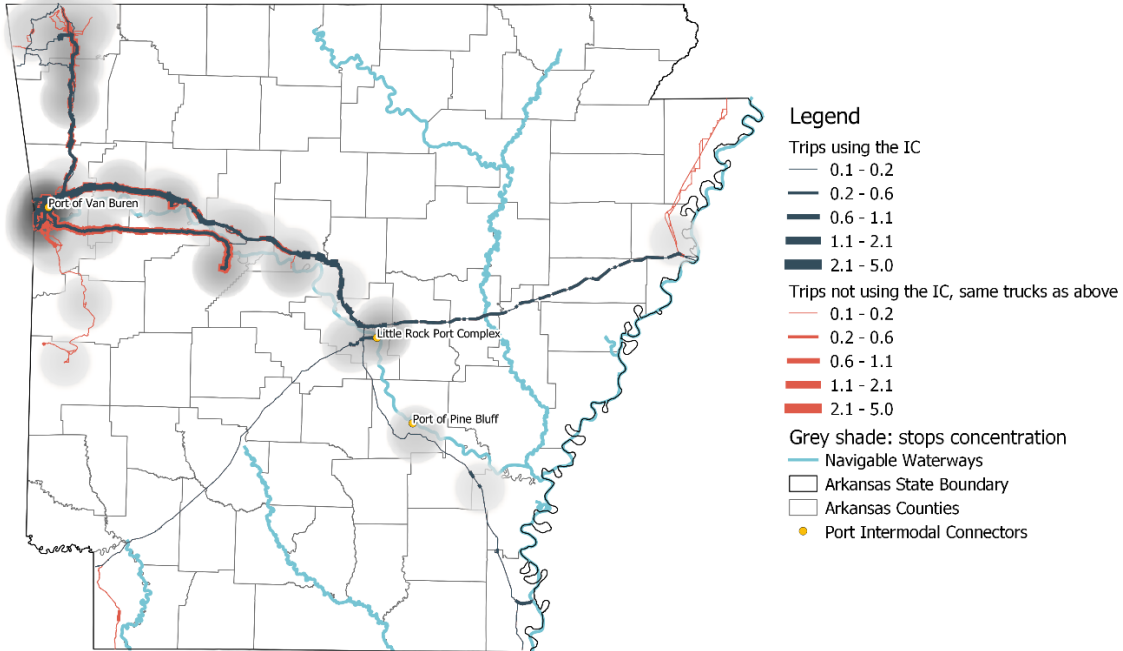 Port of Van Buren
Little Rock Port Complex
Port of Pine Bluff
Legend
Trips using the IC
0.1 - 0.2
0.2 - 0.6
0.6 - 1.1
1.1 - 2.1
2.1 - 5.0
Trips not using the IC, same trucks as above
0.1 - 0.2
0.2 - 0.6
0.6 - 1.1
1.1 - 2.1
2.1 - 5.0
Grey shade: stops concentration
Navigable Waterways
Arkansas State Boundary
Arkansas Counties
Port Intermodal Connectors